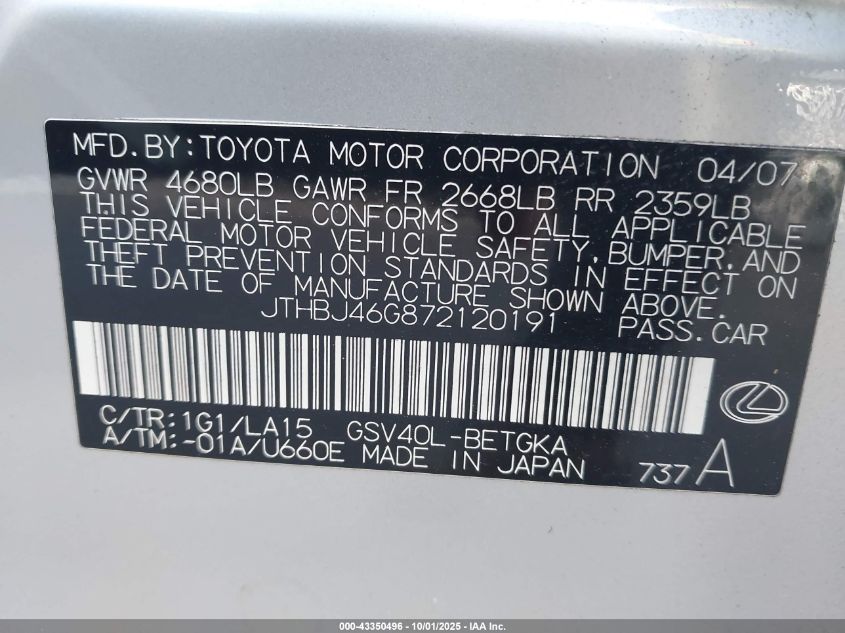 MFD. BY: TOYOTA MOTOR CORPORATION 04/07
GVWR 4680LB GAWR FR 2668LB RR 2359LB
THIS VEHICLE CONFORMS TO ALL APPLICABLE
FEDERAL MOTOR VEHICLE SAFETY, BUMPER, AND
THEFT PREVENTION STANDARDS IN EFFECT ON
THE DATE OF MANUFACTURE SHOWN ABOVE.
JTHBJ46G872120191 PASS. CAR
C/TR: 1G1/LA15 GSV40L-BETGKA
A/TM: -01A/U660E MADE IN JAPAN 737 A
000-43350496 - 10/01/2025 - IAA Inc.